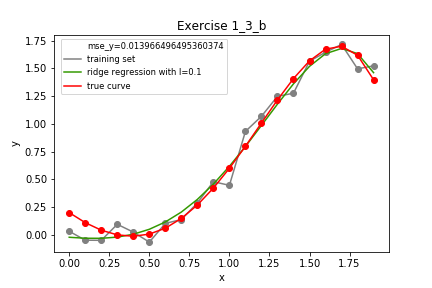 Exercise 1_3_b
mse_y=0.013966496495360374
training set
ridge regression with l=0.1
true curve
1.75
1.50
1.25
1.00
0.75
0.50
0.25
0.00
y
0.00 0.25 0.50 0.75 1.00 1.25 1.50 1.75
x